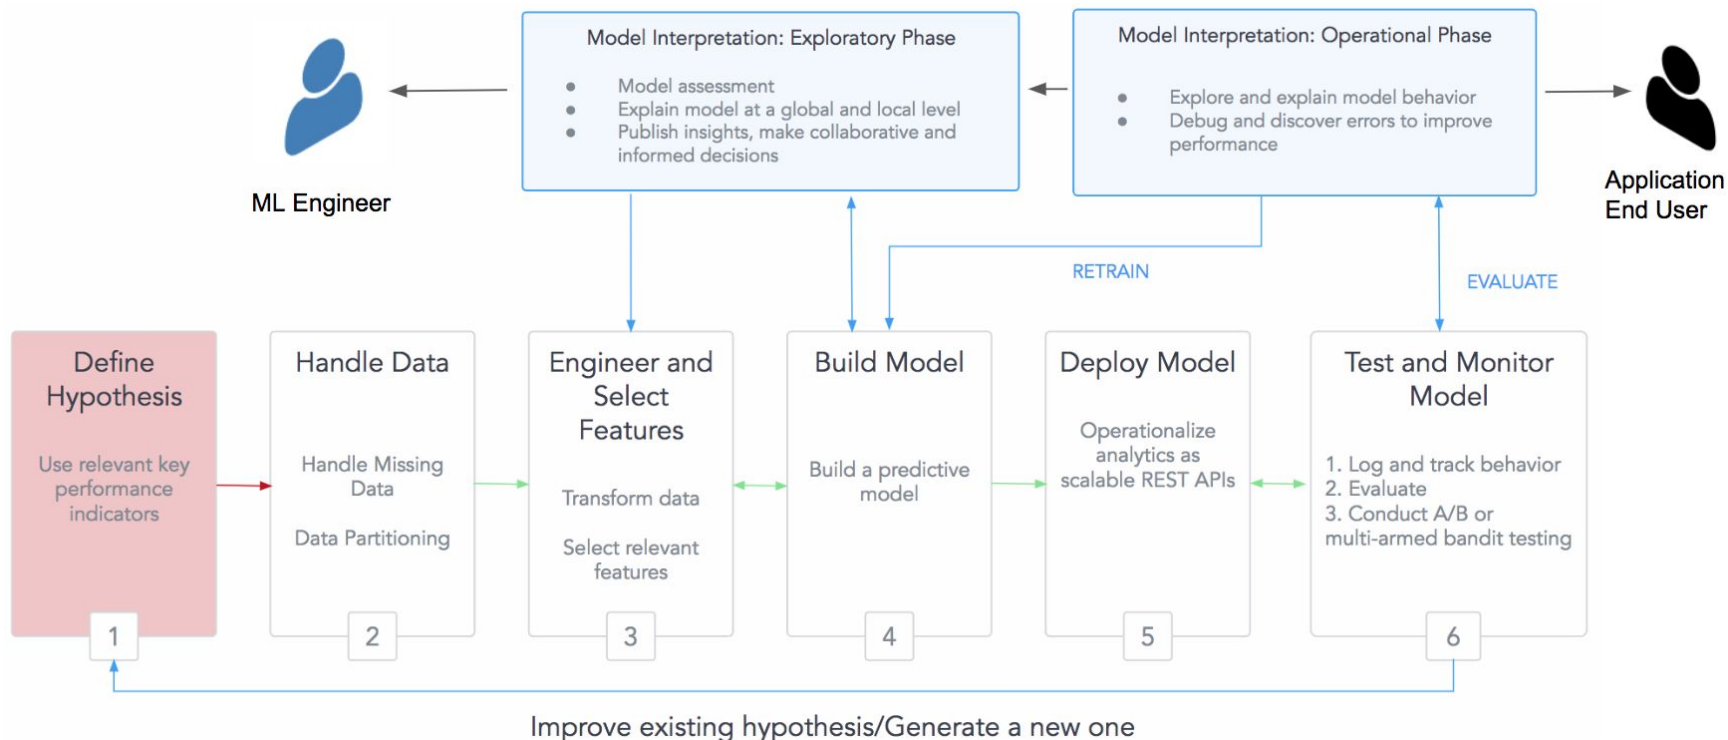 Model Interpretation: Exploratory Phase
● Model assessment
● Explain model at a global and local level
● Publish insights, make collaborative and
informed decisions
Model Interpretation: Operational Phase
● Explore and explain model behavior
● Debug and discover errors to improve
performance
ML Engineer
Application
End User
RETRAIN
EVALUATE
Define
Hypothesis
Use relevant key
performance
indicators
1
Handle Data
Handle Missing
Data
Data Partitioning
2
Engineer and
Select
Features
Transform data
Select relevant
features
3
Build Model
Build a predictive
model
4
Deploy Model
Operationalize
analytics as
scalable REST APIs
5
Test and Monitor
Model
1. Log and track behavior
2. Evaluate
3. Conduct A/B or
multi-armed bandit testing
6
Improve existing hypothesis/Generate a new one